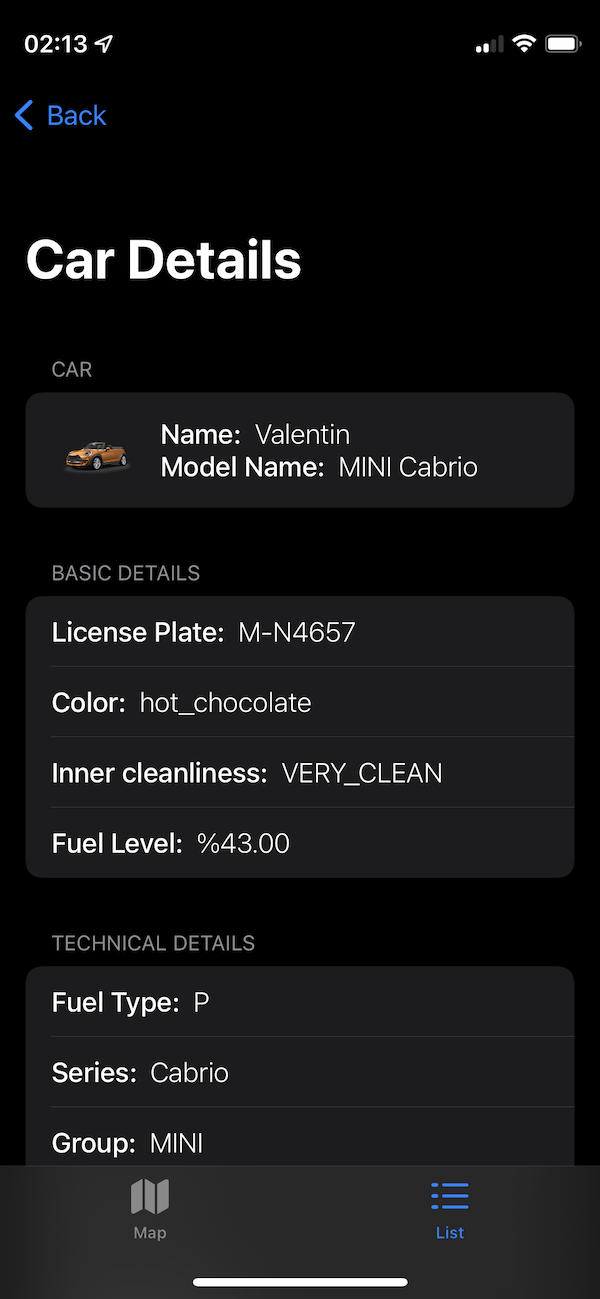 02:13
Back
Car Details
CAR
Name: Valentin
Model Name: MINI Cabrio
BASIC DETAILS
License Plate: M-N4657
Color: hot_chocolate
Inner cleanliness: VERY_CLEAN
Fuel Level: %43.00
TECHNICAL DETAILS
Fuel Type: P
Series: Cabrio
Group: MINI
Map
List